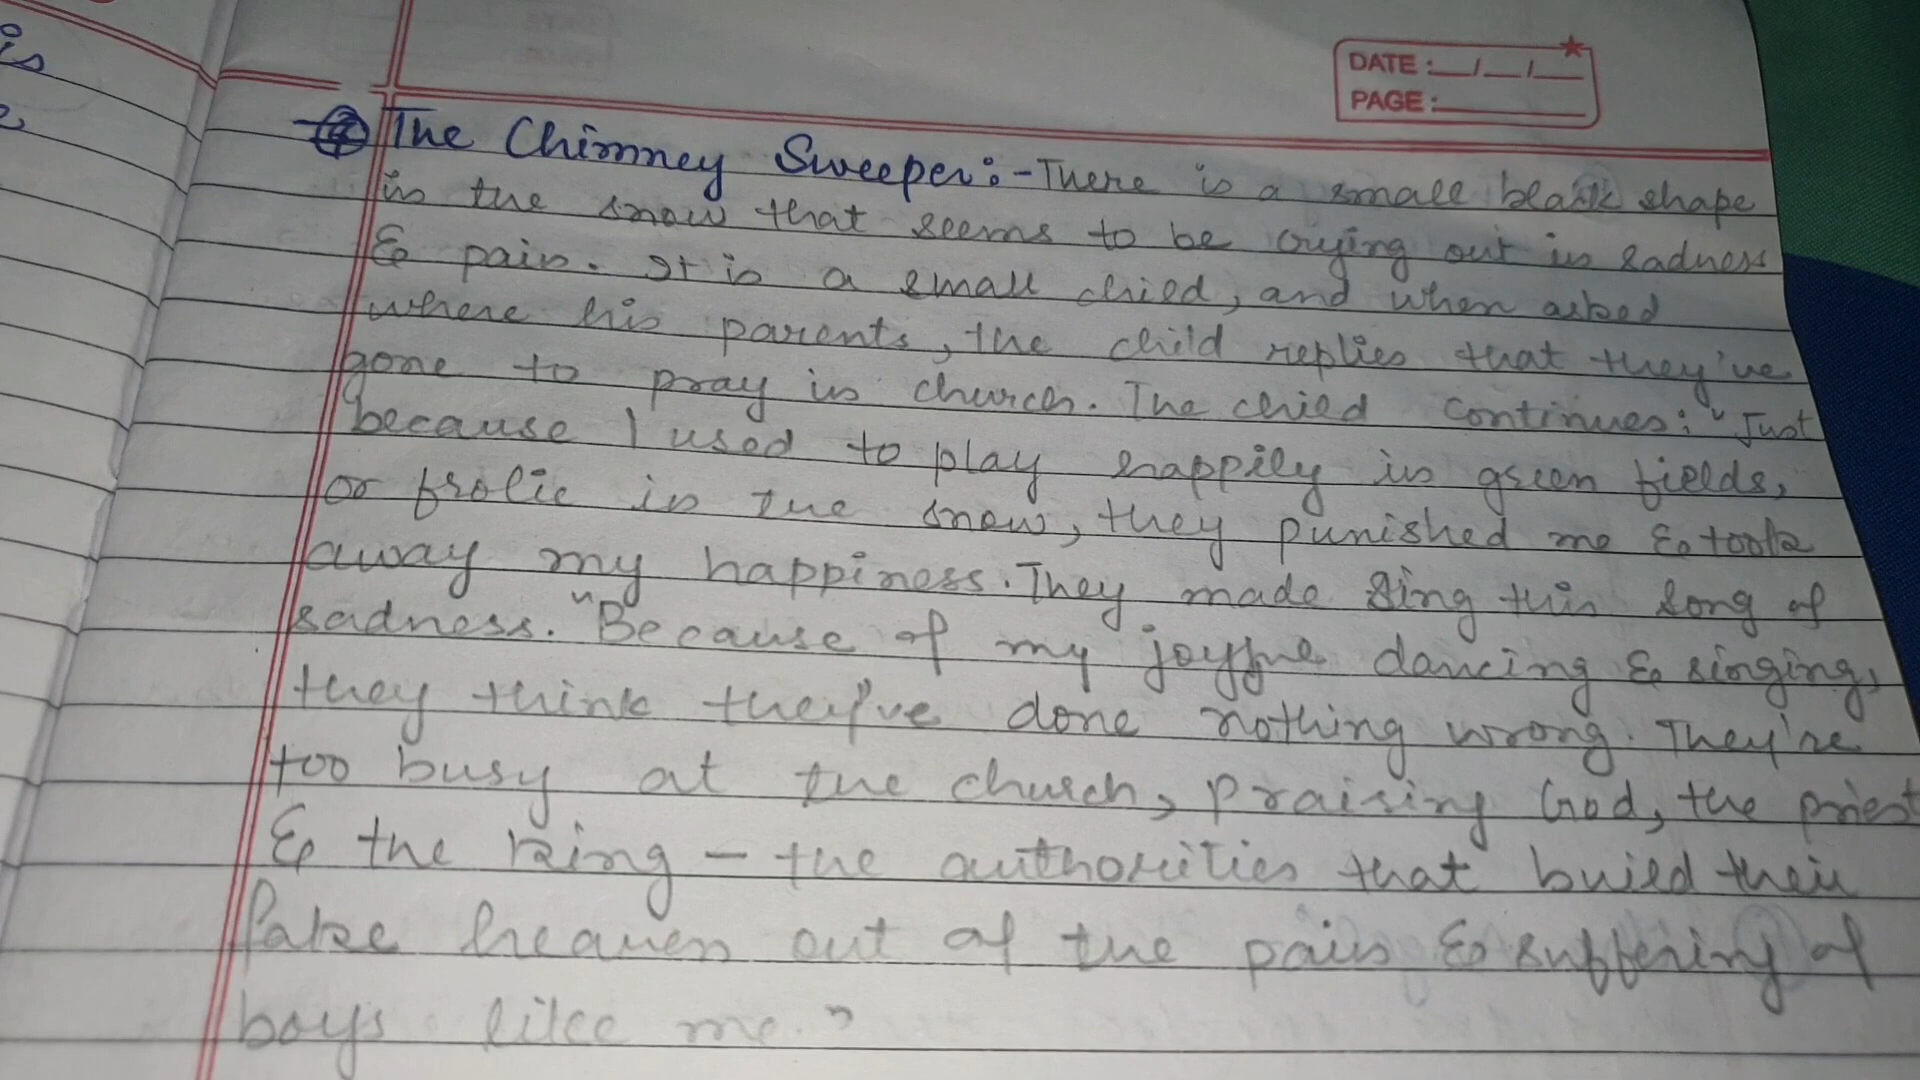 is
DATE: __/__/__
PAGE:
The Chimney Sweeper:- There is a small black shape
in the snow that seems to be crying out in sadness
& pain. It is a small child, and when asked
where his parents, the child replies that they've
gone to pray in church. The child continues: "Just
because I used to play happily in green fields,
or frolic in the snow, they punished me & took
away my happiness. They made sing this song of
sadness." "Because of my joyful dancing & singing,
they think they've done nothing wrong. They're
too busy at the church, praising God, the priest
& the king - the authorities that build their
fake heaven out of the pain & suffering of
boys like me."